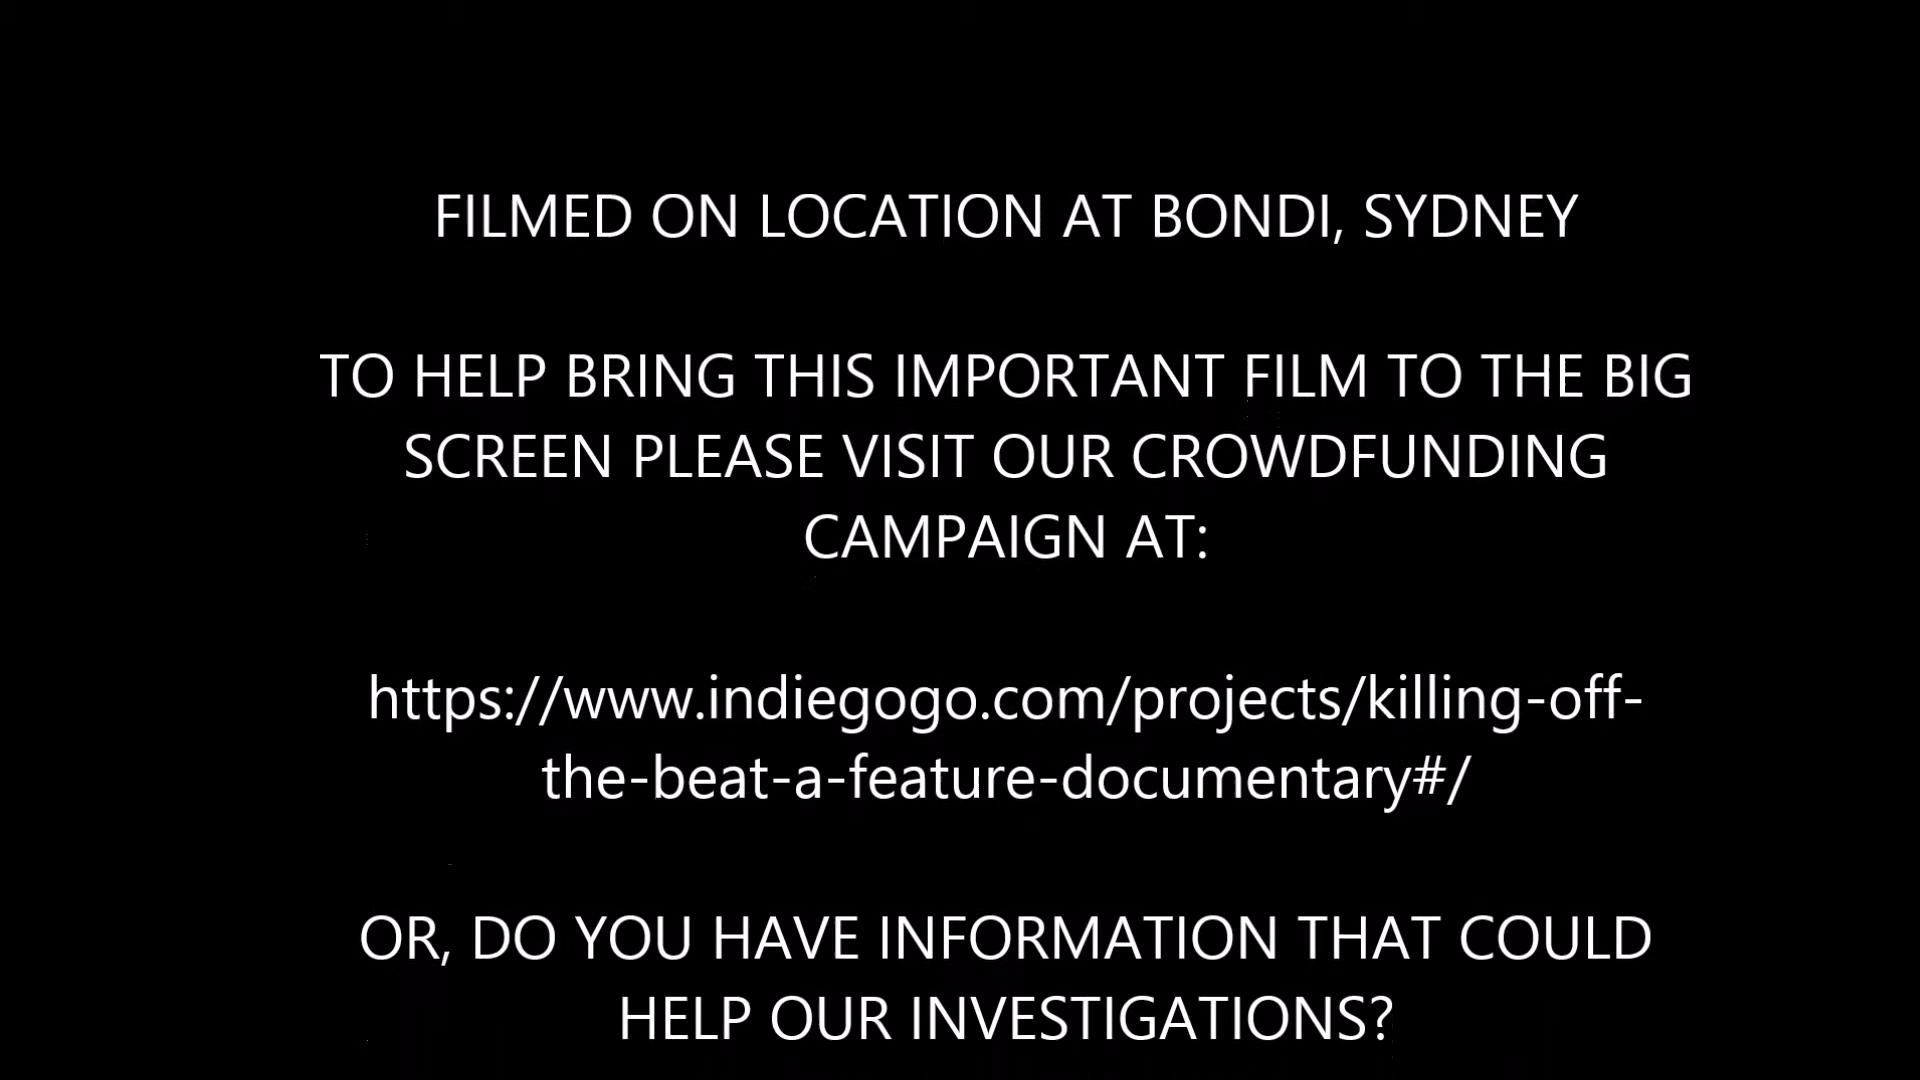 FILMED ON LOCATION AT BONDI, SYDNEY
TO HELP BRING THIS IMPORTANT FILM TO THE BIG
SCREEN PLEASE VISIT OUR CROWDFUNDING
CAMPAIGN AT:
https://www.indiegogo.com/projects/killing-off-
the-beat-a-feature-documentary#/
OR, DO YOU HAVE INFORMATION THAT COULD
HELP OUR INVESTIGATIONS?